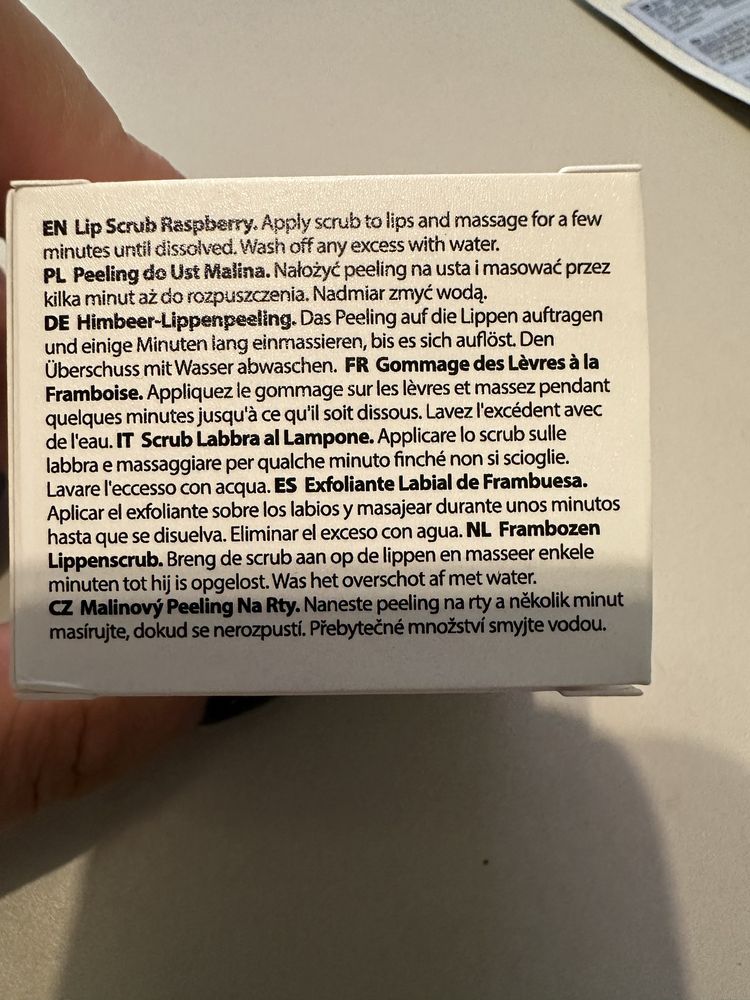 EN Lip Scrub Raspberry. Apply scrub to lips and massage for a few
minutes until dissolved. Wash off any excess with water.
PL Peeling do Ust Malina. Nałożyć peeling na usta i masować przez
kilka minut aż do rozpuszczenia. Nadmiar zmyć wodą.
DE Himbeer-Lippenpeeling. Das Peeling auf die Lippen auftragen
und einige Minuten lang einmassieren, bis es sich auflöst. Den
Überschuss mit Wasser abwaschen. FR Gommage des Lèvres à la
Framboise. Appliquez le gommage sur les lèvres et massez pendant
quelques minutes jusqu'à ce qu'il soit dissous. Lavez l'excédent avec
de l'eau. IT Scrub Labbra al Lampone. Applicare lo scrub sulle
labbra e massaggiare per qualche minuto finché non si scioglie.
Lavare l'eccesso con acqua. ES Exfoliante Labial de Frambuesa.
Aplicar el exfoliante sobre los labios y masajear durante unos minutos
hasta que se disuelva. Eliminar el exceso con agua. NL Frambozen
Lippenscrub. Breng de scrub aan op de lippen en masseer enkele
minuten tot hij is opgelost. Was het overschot af met water.
CZ Malinový Peeling Na Rty. Naneste peeling na rty a několik minut
masírujte, dokud se nerozpustí. Přebytečné množství smyjte vodou.